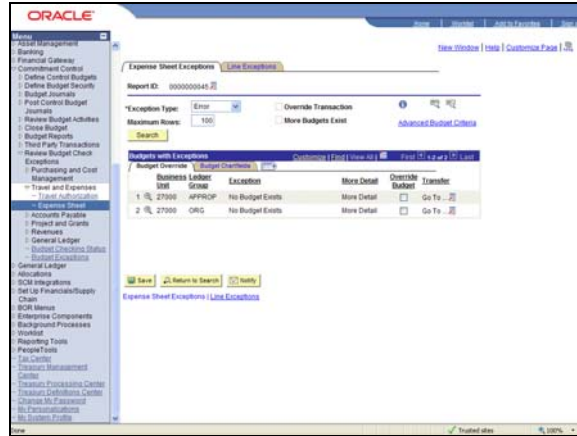 ORACLE
Home | Worklist | Add to Favorites | Sign
Menu
Asset Management
Banking
Financial Gateway
Commitment Control
Define Control Budgets
Define Budget Security
Budget Journals
Post Control Budget
Journals
Review Budget Activities
Close Budget
Budget Reports
Third Party Transactions
Review Budget Check
Exceptions
Purchasing and Cost
Management
Travel and Expenses
Travel Authorization
Expense Sheet
Accounts Payable
Project and Grants
Revenues
General Ledger
Budget Checking Status
Budget Exceptions
General Ledger
Allocations
SCM Integrations
Set Up Financials/Supply
Chain
BOR Menus
Enterprise Components
Background Processes
Worklist
Reporting Tools
PeopleTools
Tax Center
Treasury Management
Center
Treasury Processing Center
Treasury Definitions Center
Change My Password
My Personalizations
My System Profile
New Window | Help | Customize Page |
Expense Sheet Exceptions Line Exceptions
Report ID: 0000000045
*Exception Type: Error Override Transaction
Maximum Rows: 100 More Budgets Exist Advanced Budget Criteria
Search
Budgets with Exceptions Customize | Find | View All | First 1-2 of 2 Last
Budget Override Budget Chartfields
Business Unit Ledger Group Exception More Detail Override Budget Transfer
1 27000 APPROP No Budget Exists More Detail Go To ...
2 27000 ORG No Budget Exists More Detail Go To ...
Save Return to Search Notify
Expense Sheet Exceptions | Line Exceptions
Done Trusted sites 100%